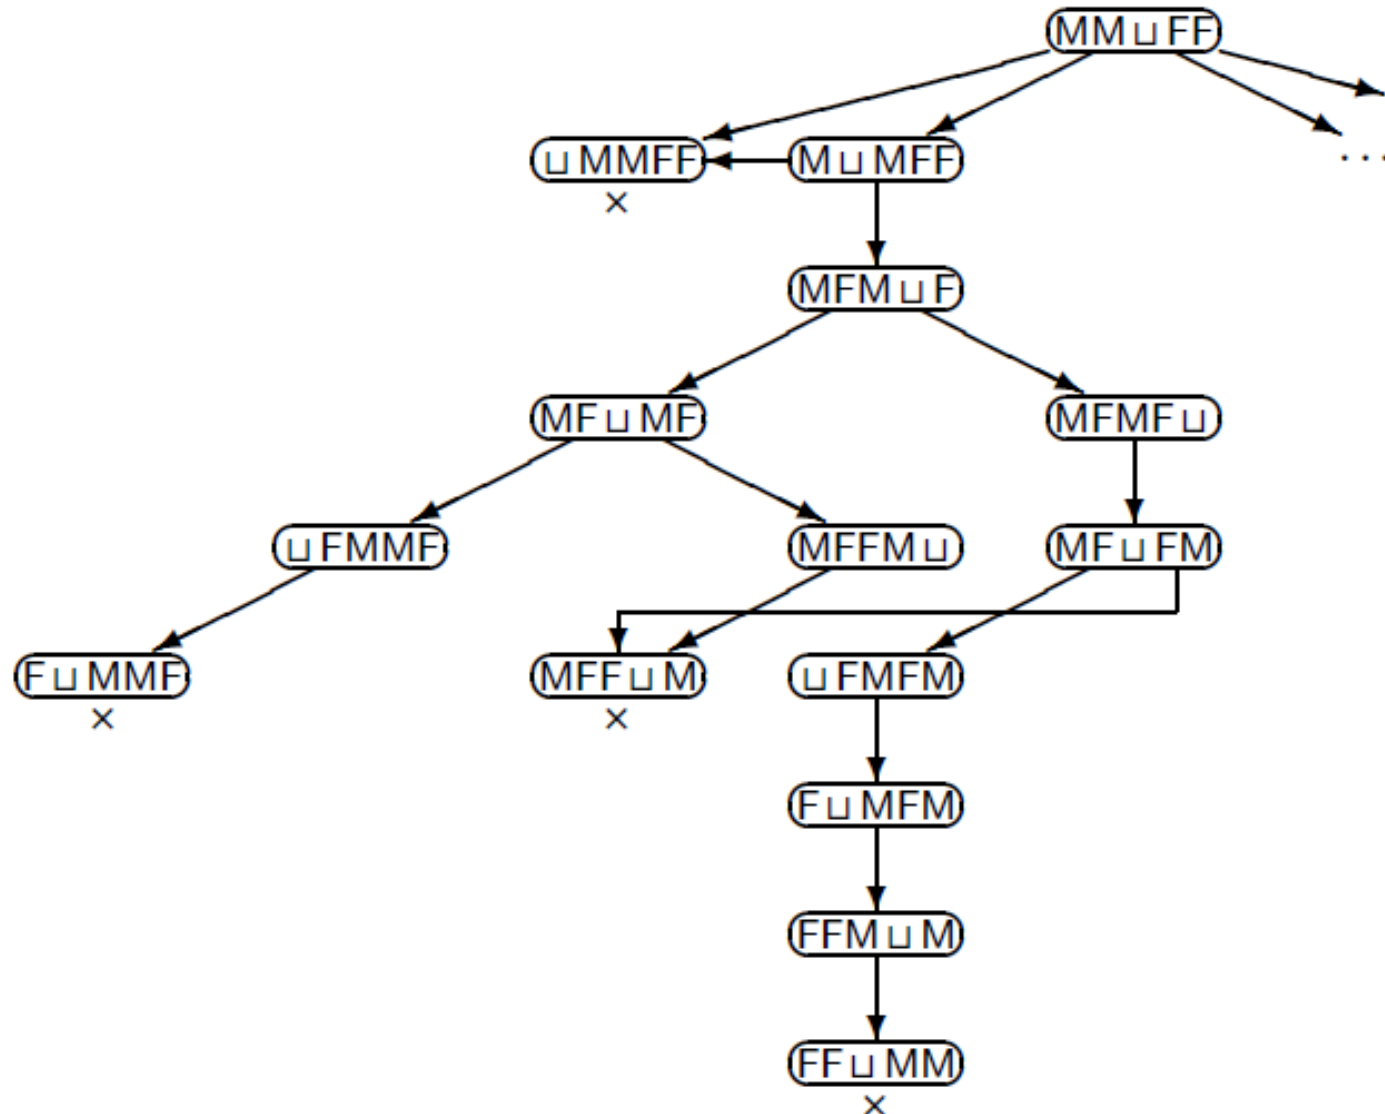 MM⊔FF
⊔MMFF M⊔MFF ...
×
MFM⊔F
MF⊔MF MFMF⊔
⊔FMMF MFFM⊔ MF⊔FM
F⊔MMF MFF⊔M ⊔FMFM
× ×
F⊔MFM
FFM⊔M
FF⊔MM
×